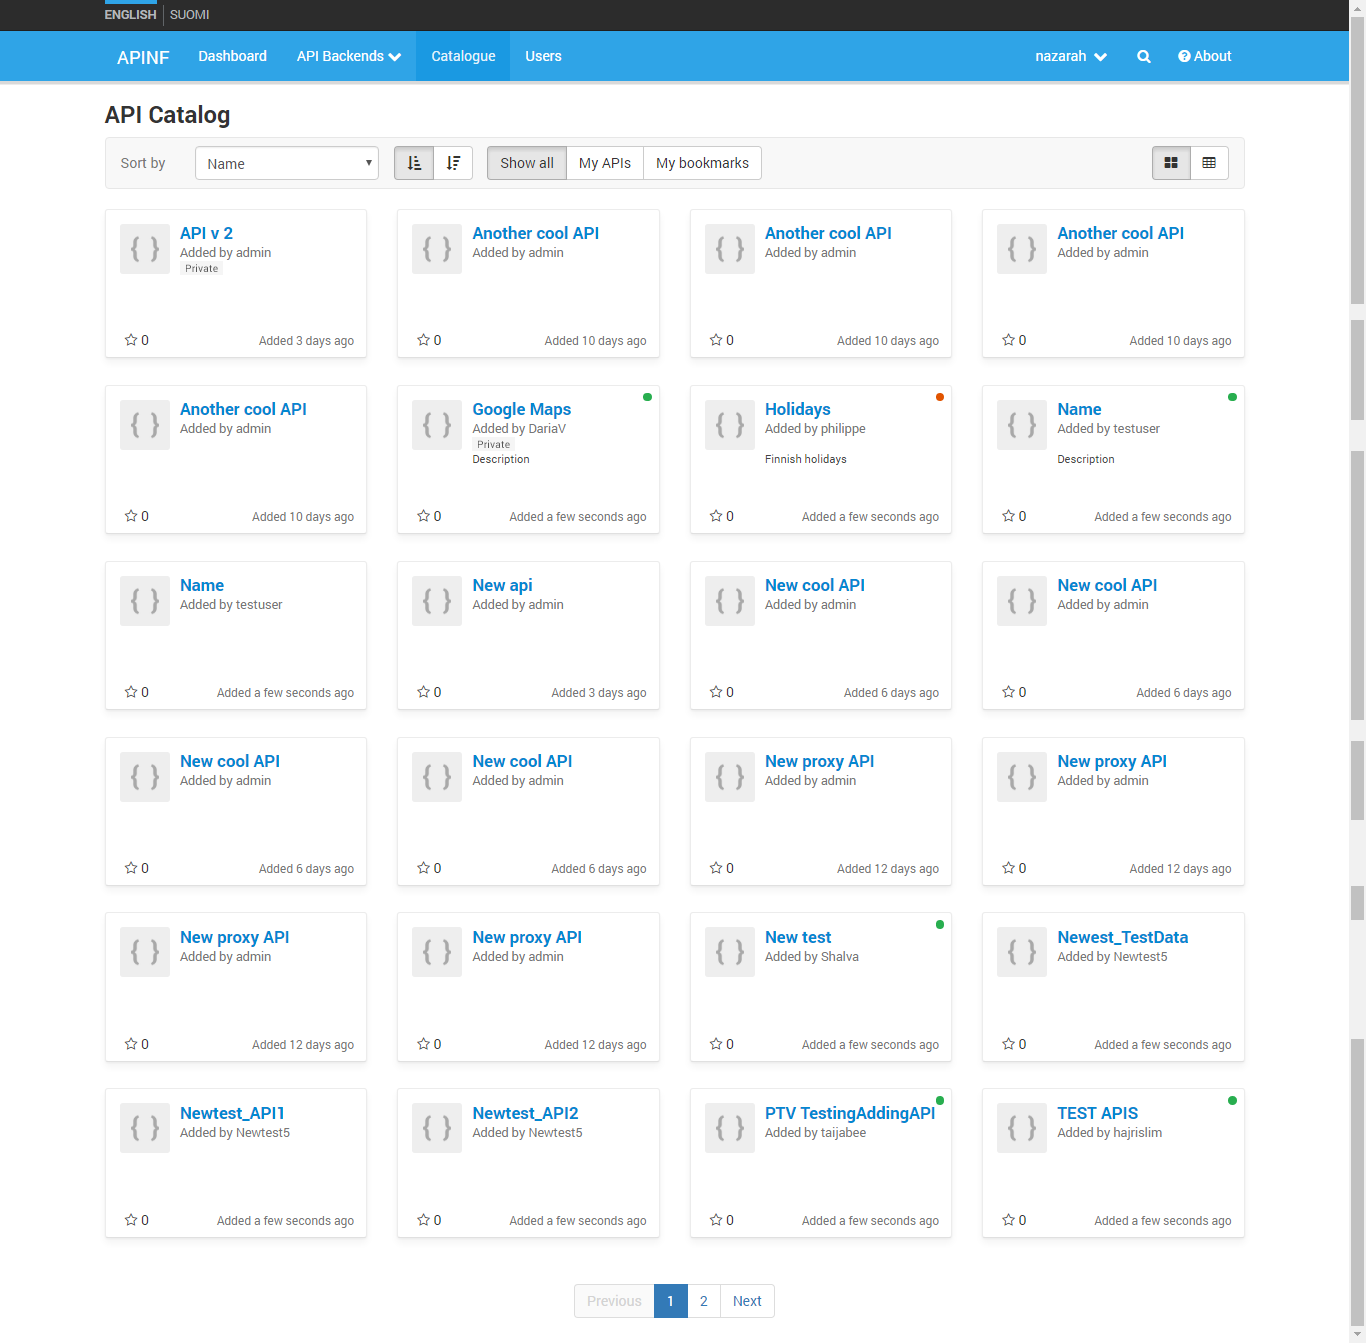 ENGLISH SUOMI
APINF Dashboard API Backends Catalogue Users nazarah About
API Catalog
Sort by Name Show all My APIs My bookmarks
API v 2
Added by admin
Private
0 Added 3 days ago
Another cool API
Added by admin
0 Added 10 days ago
Another cool API
Added by admin
0 Added 10 days ago
Another cool API
Added by admin
0 Added 10 days ago
Another cool API
Added by admin
0 Added 10 days ago
Google Maps
Added by DariaV
Private
Description
0 Added a few seconds ago
Holidays
Added by philippe
Finnish holidays
0 Added a few seconds ago
Name
Added by testuser
Description
0 Added a few seconds ago
Name
Added by testuser
0 Added a few seconds ago
New api
Added by admin
0 Added 3 days ago
New cool API
Added by admin
0 Added 6 days ago
New cool API
Added by admin
0 Added 6 days ago
New cool API
Added by admin
0 Added 6 days ago
New cool API
Added by admin
0 Added 6 days ago
New proxy API
Added by admin
0 Added 12 days ago
New proxy API
Added by admin
0 Added 12 days ago
New proxy API
Added by admin
0 Added 12 days ago
New proxy API
Added by admin
0 Added 12 days ago
New test
Added by Shalva
0 Added a few seconds ago
Newest_TestData
Added by Newtest5
0 Added a few seconds ago
Newtest_API1
Added by Newtest5
0 Added a few seconds ago
Newtest_API2
Added by Newtest5
0 Added a few seconds ago
PTV TestingAddingAPI
Added by taijabee
0 Added a few seconds ago
TEST APIS
Added by hajrislim
0 Added a few seconds ago
Previous 1 2 Next